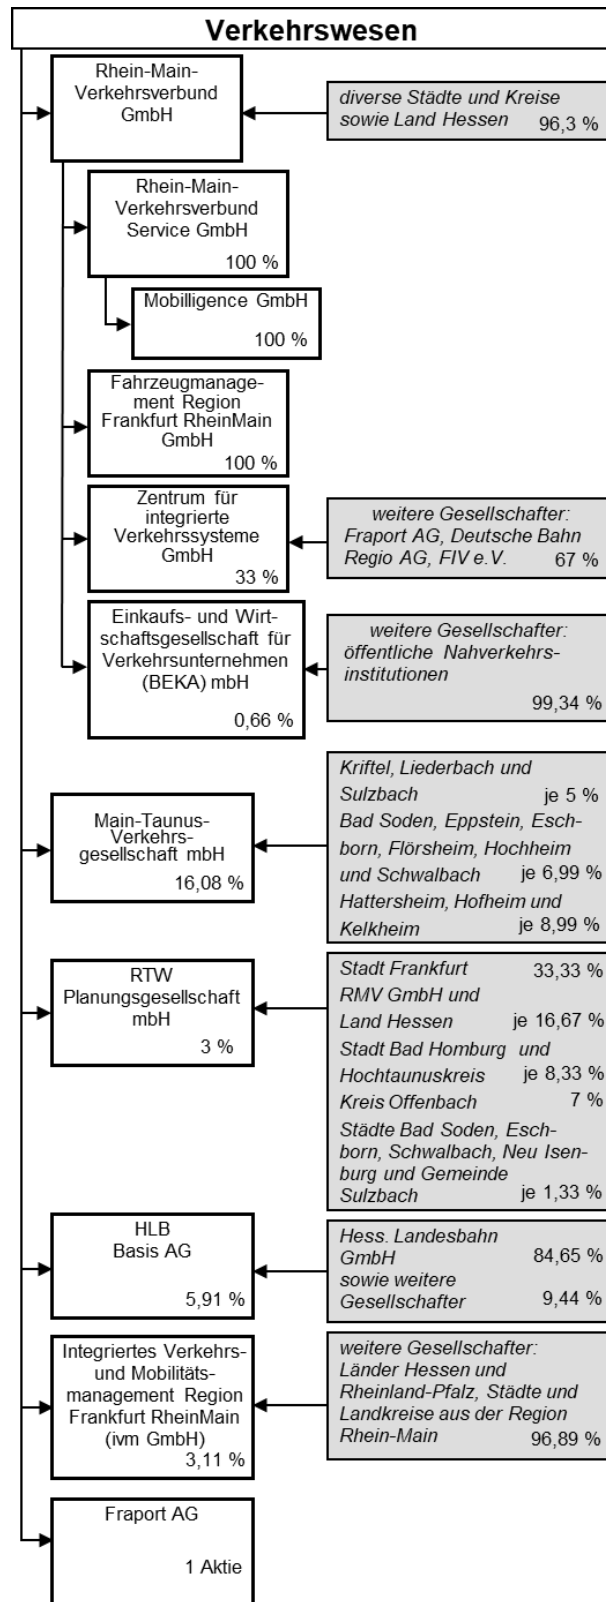 Verkehrswesen
Rhein-Main-
Verkehrsverbund
GmbH
diverse Städte und Kreise
sowie Land Hessen 96,3 %
Rhein-Main-
Verkehrsverbund
Service GmbH
100 %
Mobilligence GmbH
100 %
Fahrzeugmanage-
ment Region
Frankfurt RheinMain
GmbH
100 %
Zentrum für
integrierte
Verkehrssysteme
GmbH
33 %
weitere Gesellschafter:
Fraport AG, Deutsche Bahn
Regio AG, FIV e.V. 67 %
Einkaufs- und Wirt-
schaftsgesellschaft für
Verkehrsunternehmen
(BEKA) mbH
0,66 %
weitere Gesellschafter:
öffentliche Nahverkehrs-
institutionen
99,34 %
Main-Taunus-
Verkehrs-
gesellschaft mbH
16,08 %
Kriftel, Liederbach und
Sulzbach je 5 %
Bad Soden, Eppstein, Esch-
born, Flörsheim, Hochheim
und Schwalbach je 6,99 %
Hattersheim, Hofheim und
Kelkheim je 8,99 %
RTW
Planungsgesellschaft
mbH
3 %
Stadt Frankfurt 33,33 %
RMV GmbH und
Land Hessen je 16,67 %
Stadt Bad Homburg und
Hochtaunuskreis je 8,33 %
Kreis Offenbach 7 %
Städte Bad Soden, Esch-
born, Schwalbach, Neu Isen-
burg und Gemeinde
Sulzbach je 1,33 %
HLB
Basis AG
5,91 %
Hess. Landesbahn
GmbH 84,65 %
sowie weitere
Gesellschafter 9,44 %
Integriertes Verkehrs-
und Mobilitäts-
management Region
Frankfurt RheinMain
(ivm GmbH)
3,11 %
weitere Gesellschafter:
Länder Hessen und
Rheinland-Pfalz, Städte und
Landkreise aus der Region
Rhein-Main 96,89 %
Fraport AG
1 Aktie